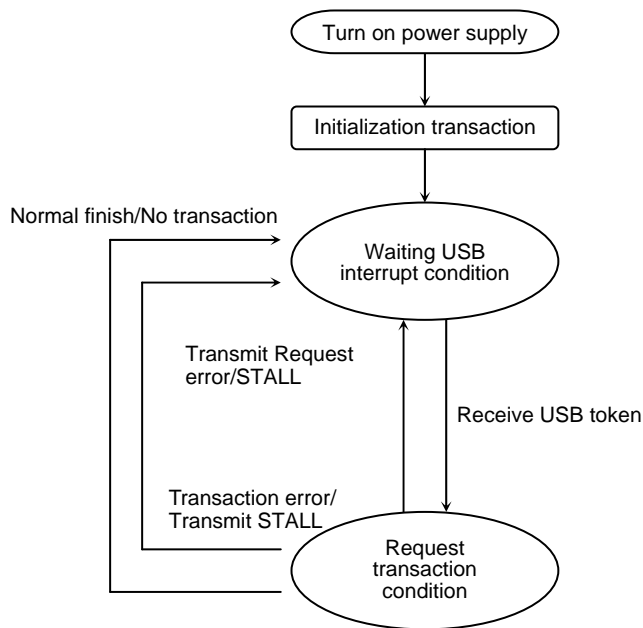 Turn on power supply
Initialization transaction
Normal finish/No transaction
Waiting USB
interrupt condition
Transmit Request
error/STALL
Receive USB token
Transaction error/
Transmit STALL
Request
transaction
condition